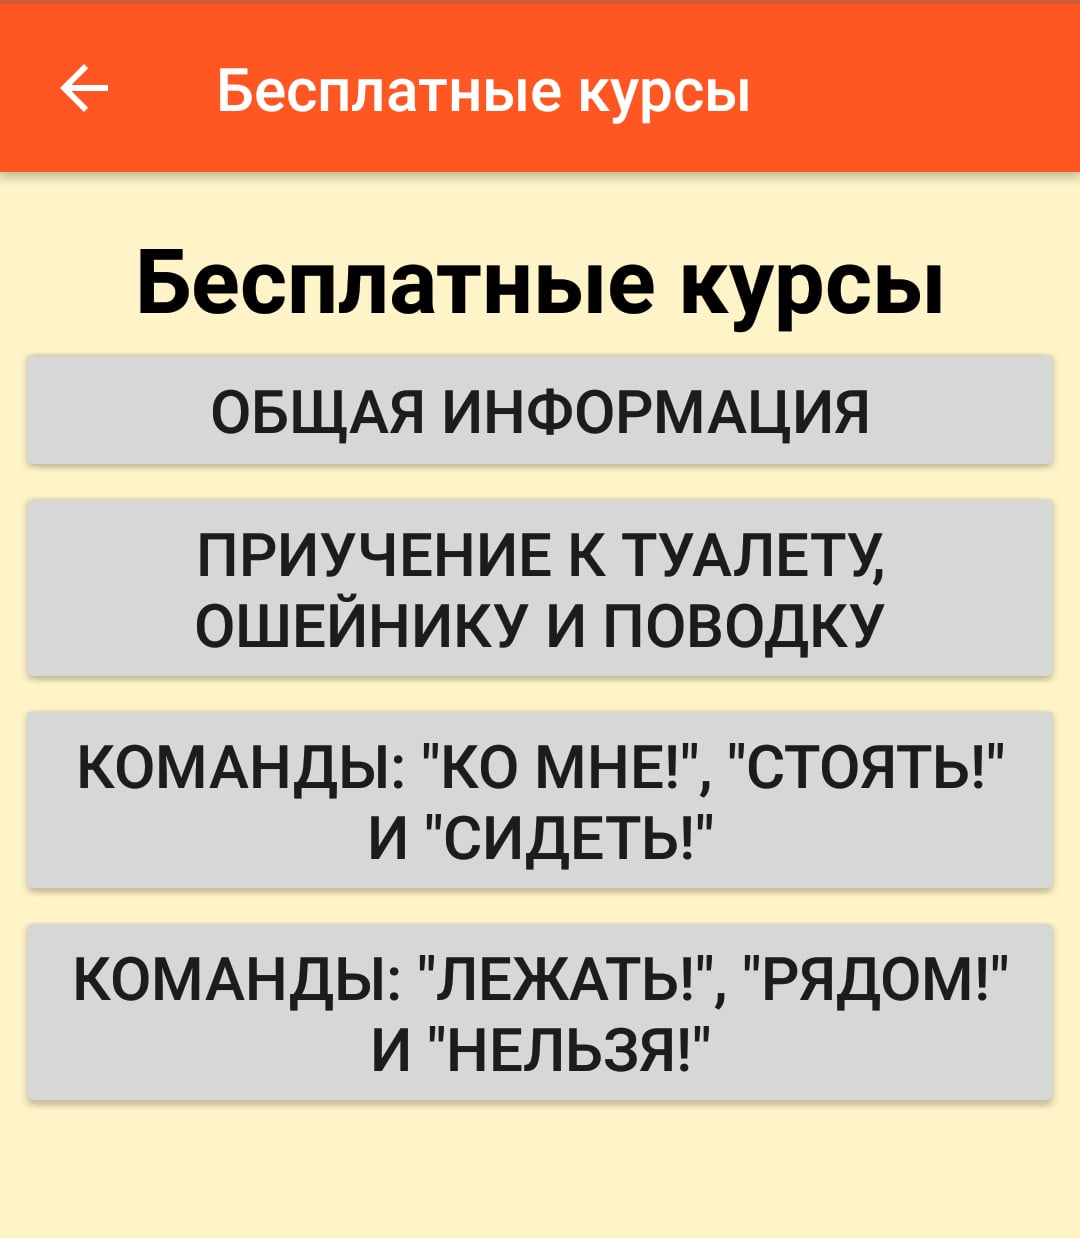 Бесплатные курсы
Бесплатные курсы
ОБЩАЯ ИНФОРМАЦИЯ
ПРИУЧЕНИЕ К ТУАЛЕТУ,
ОШЕЙНИКУ И ПОВОДКУ
КОМАНДЫ: "КО МНЕ!", "СТОЯТЬ!"
И "СИДЕТЬ!"
КОМАНДЫ: "ЛЕЖАТЬ!", "РЯДОМ!"
И "НЕЛЬЗЯ!"